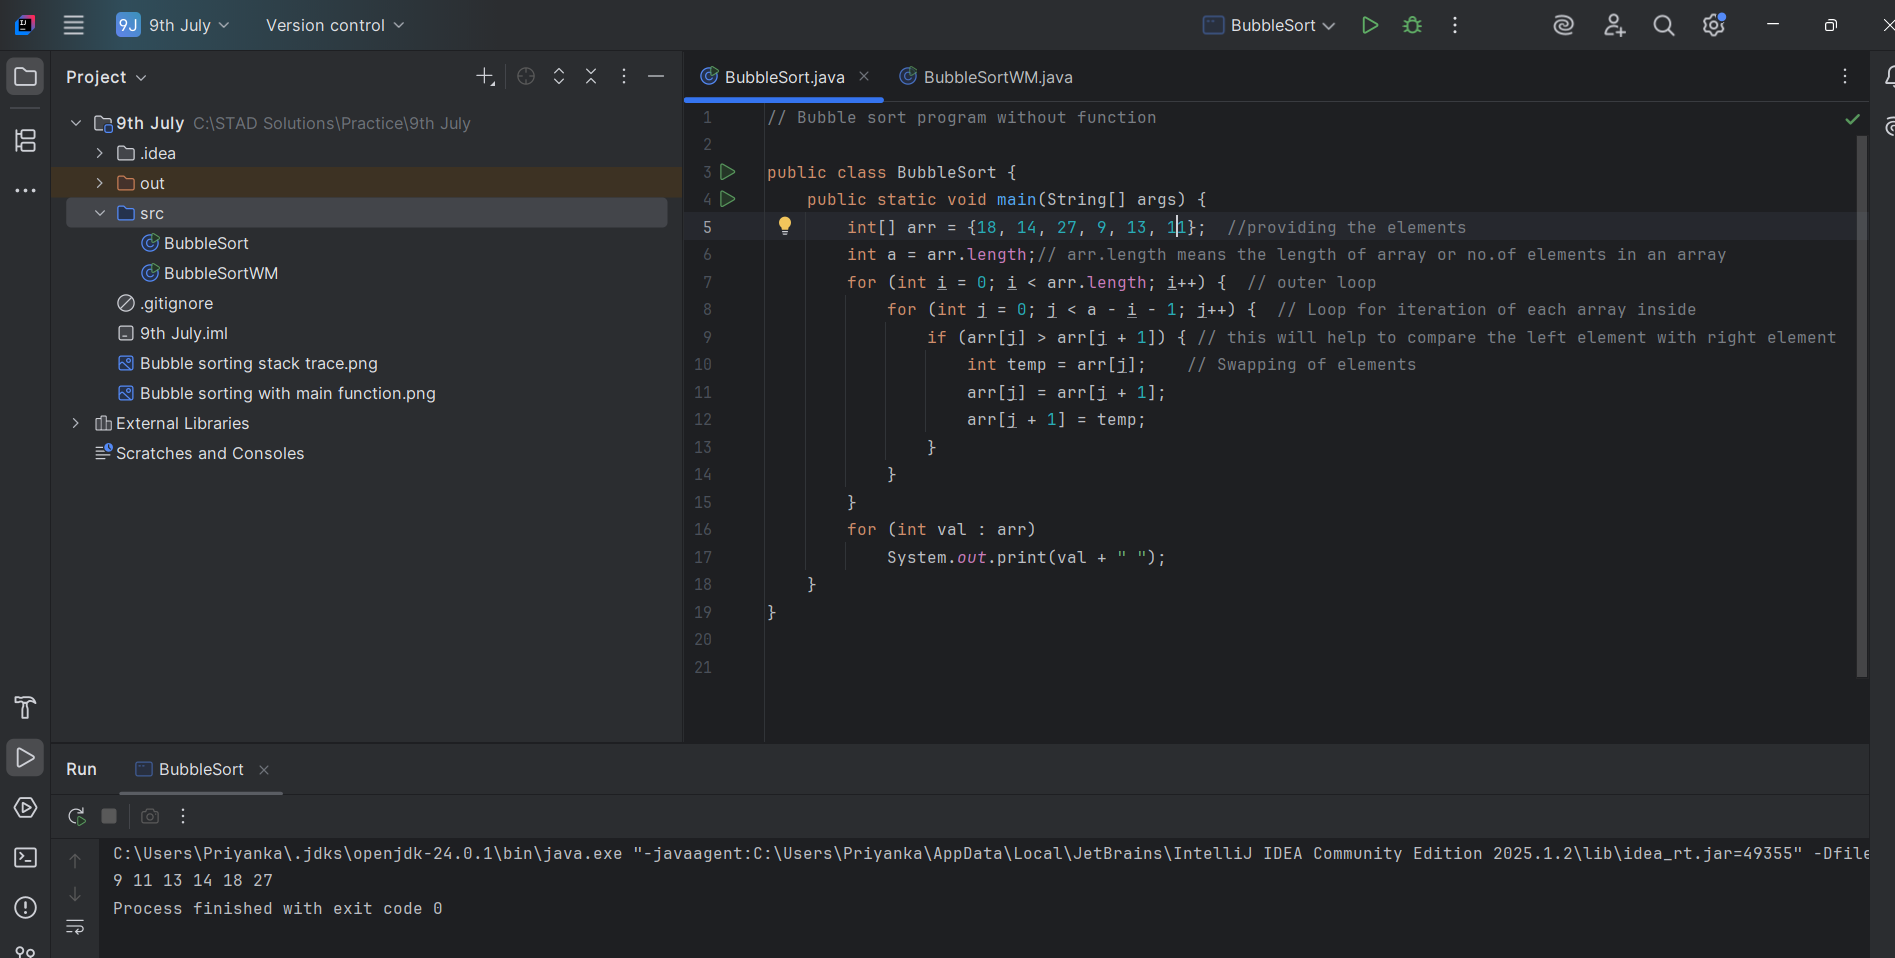 9J 9th July Version control BubbleSort
Project
BubbleSort.java BubbleSortWM.java
9th July C:\STAD Solutions\Practice\9th July
.idea
out
src
BubbleSort
BubbleSortWM
.gitignore
9th July.iml
Bubble sorting stack trace.png
Bubble sorting with main function.png
External Libraries
Scratches and Consoles
1 // Bubble sort program without function
2
3 public class BubbleSort {
4 public static void main(String[] args) {
5 int[] arr = {18, 14, 27, 9, 13, 11}; //providing the elements
6 int a = arr.length;// arr.length means the length of array or no.of elements in an array
7 for (int i = 0; i < arr.length; i++) { // outer loop
8 for (int j = 0; j < a - i - 1; j++) { // Loop for iteration of each array inside
9 if (arr[j] > arr[j + 1]) { // this will help to compare the left element with right element
10 int temp = arr[j]; // Swapping of elements
11 arr[j] = arr[j + 1];
12 arr[j + 1] = temp;
13 }
14 }
15 }
16 for (int val : arr)
17 System.out.print(val + " ");
18 }
19 }
20
21
Run BubbleSort
C:\Users\Priyanka\.jdks\openjdk-24.0.1\bin\java.exe "-javaagent:C:\Users\Priyanka\AppData\Local\JetBrains\IntelliJ IDEA Community Edition 2025.1.2\lib\idea_rt.jar=49355" -Dfile
9 11 13 14 18 27
Process finished with exit code 0